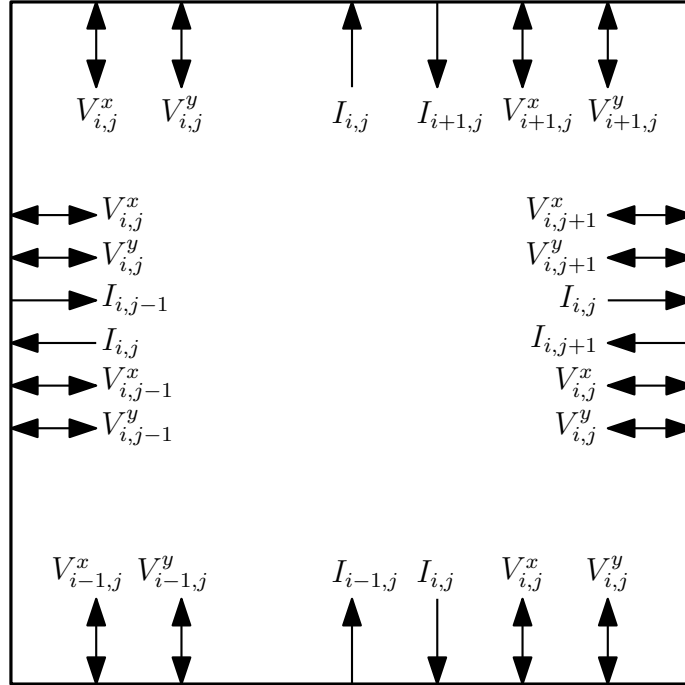 V^x_{i,j} V^y_{i,j} I_{i,j} I_{i+1,j} V^x_{i+1,j} V^y_{i+1,j}
V^x_{i,j} V^x_{i,j+1}
V^y_{i,j} V^y_{i,j+1}
I_{i,j-1} I_{i,j}
I_{i,j} I_{i,j+1}
V^x_{i,j-1} V^x_{i,j}
V^y_{i,j-1} V^y_{i,j}
V^x_{i-1,j} V^y_{i-1,j} I_{i-1,j} I_{i,j} V^x_{i,j} V^y_{i,j}